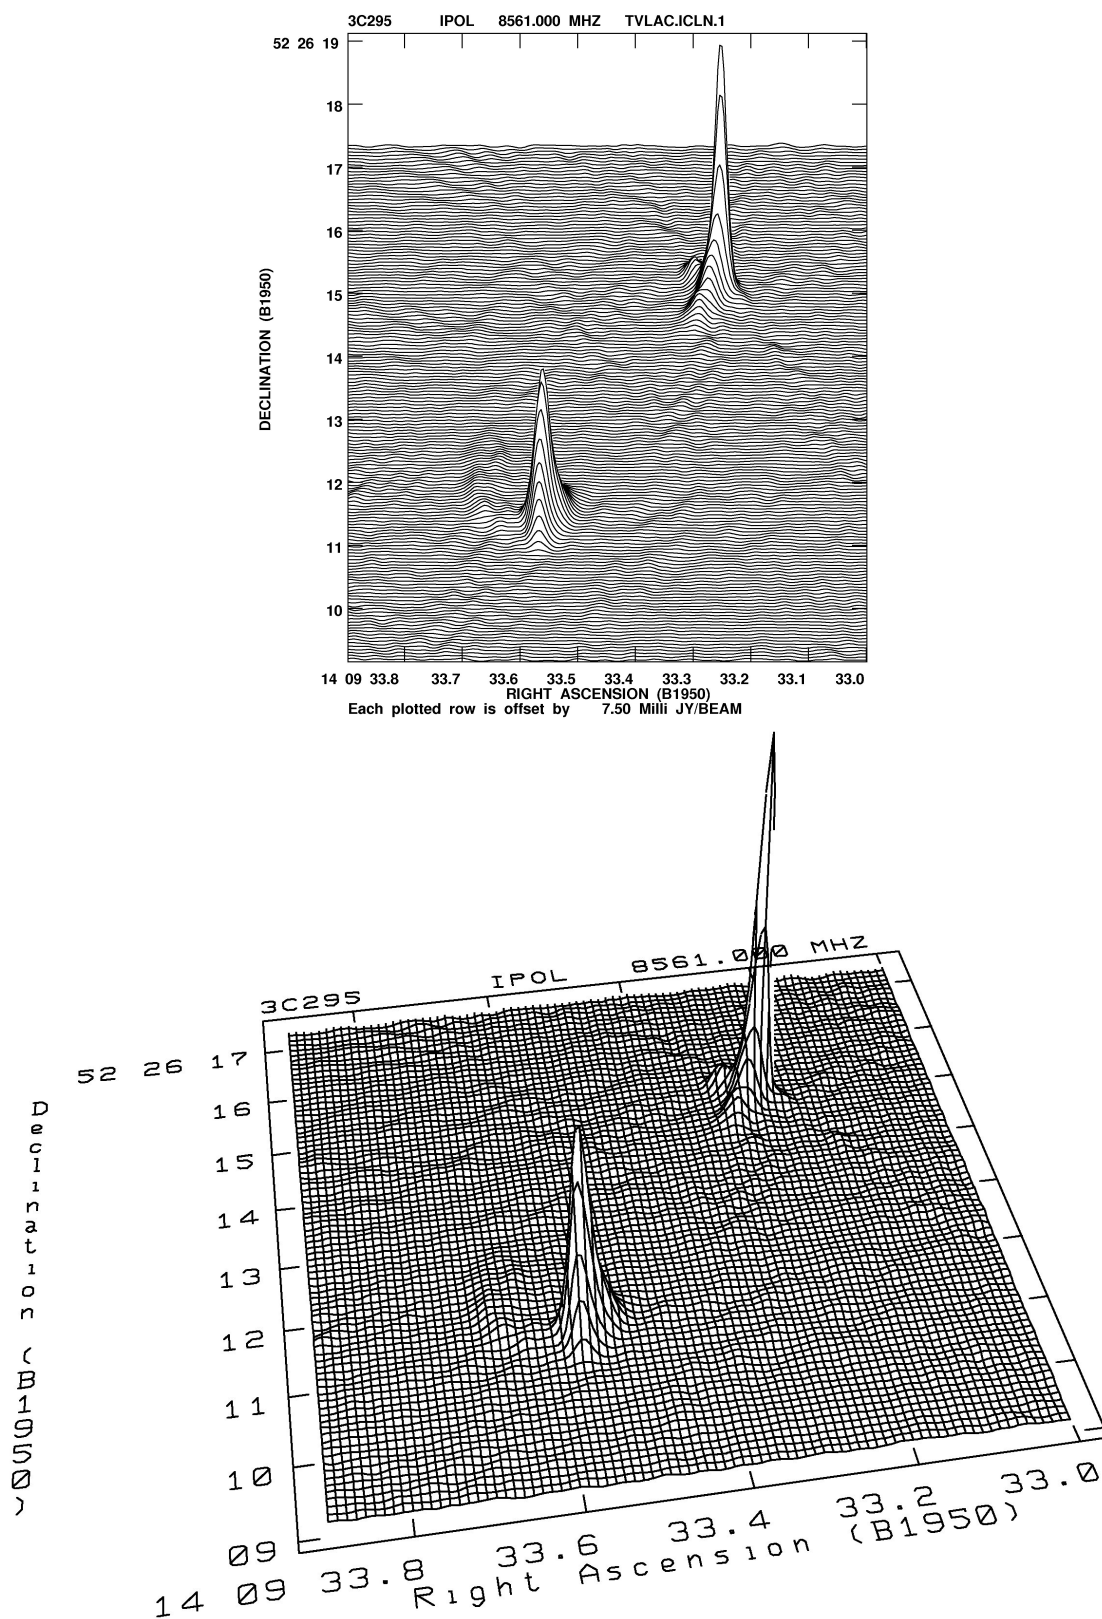 3C295 IPOL 8561.000 MHZ TVLAC.ICLN.1
52 26 19
18
17
16
15
14
13
12
11
10
DECLINATION (B1950)
14 09 33.8 33.7 33.6 33.5 33.4 33.3 33.2 33.1 33.0
RIGHT ASCENSION (B1950)
Each plotted row is offset by 7.50 Milli JY/BEAM
3C295 IPOL 8561.000 MHZ
52 26 17
16
15
14
13
12
11
10
09
Declination (B1950)
14 09 33.8 33.6 33.4 33.2 33.0
Right Ascension (B1950)